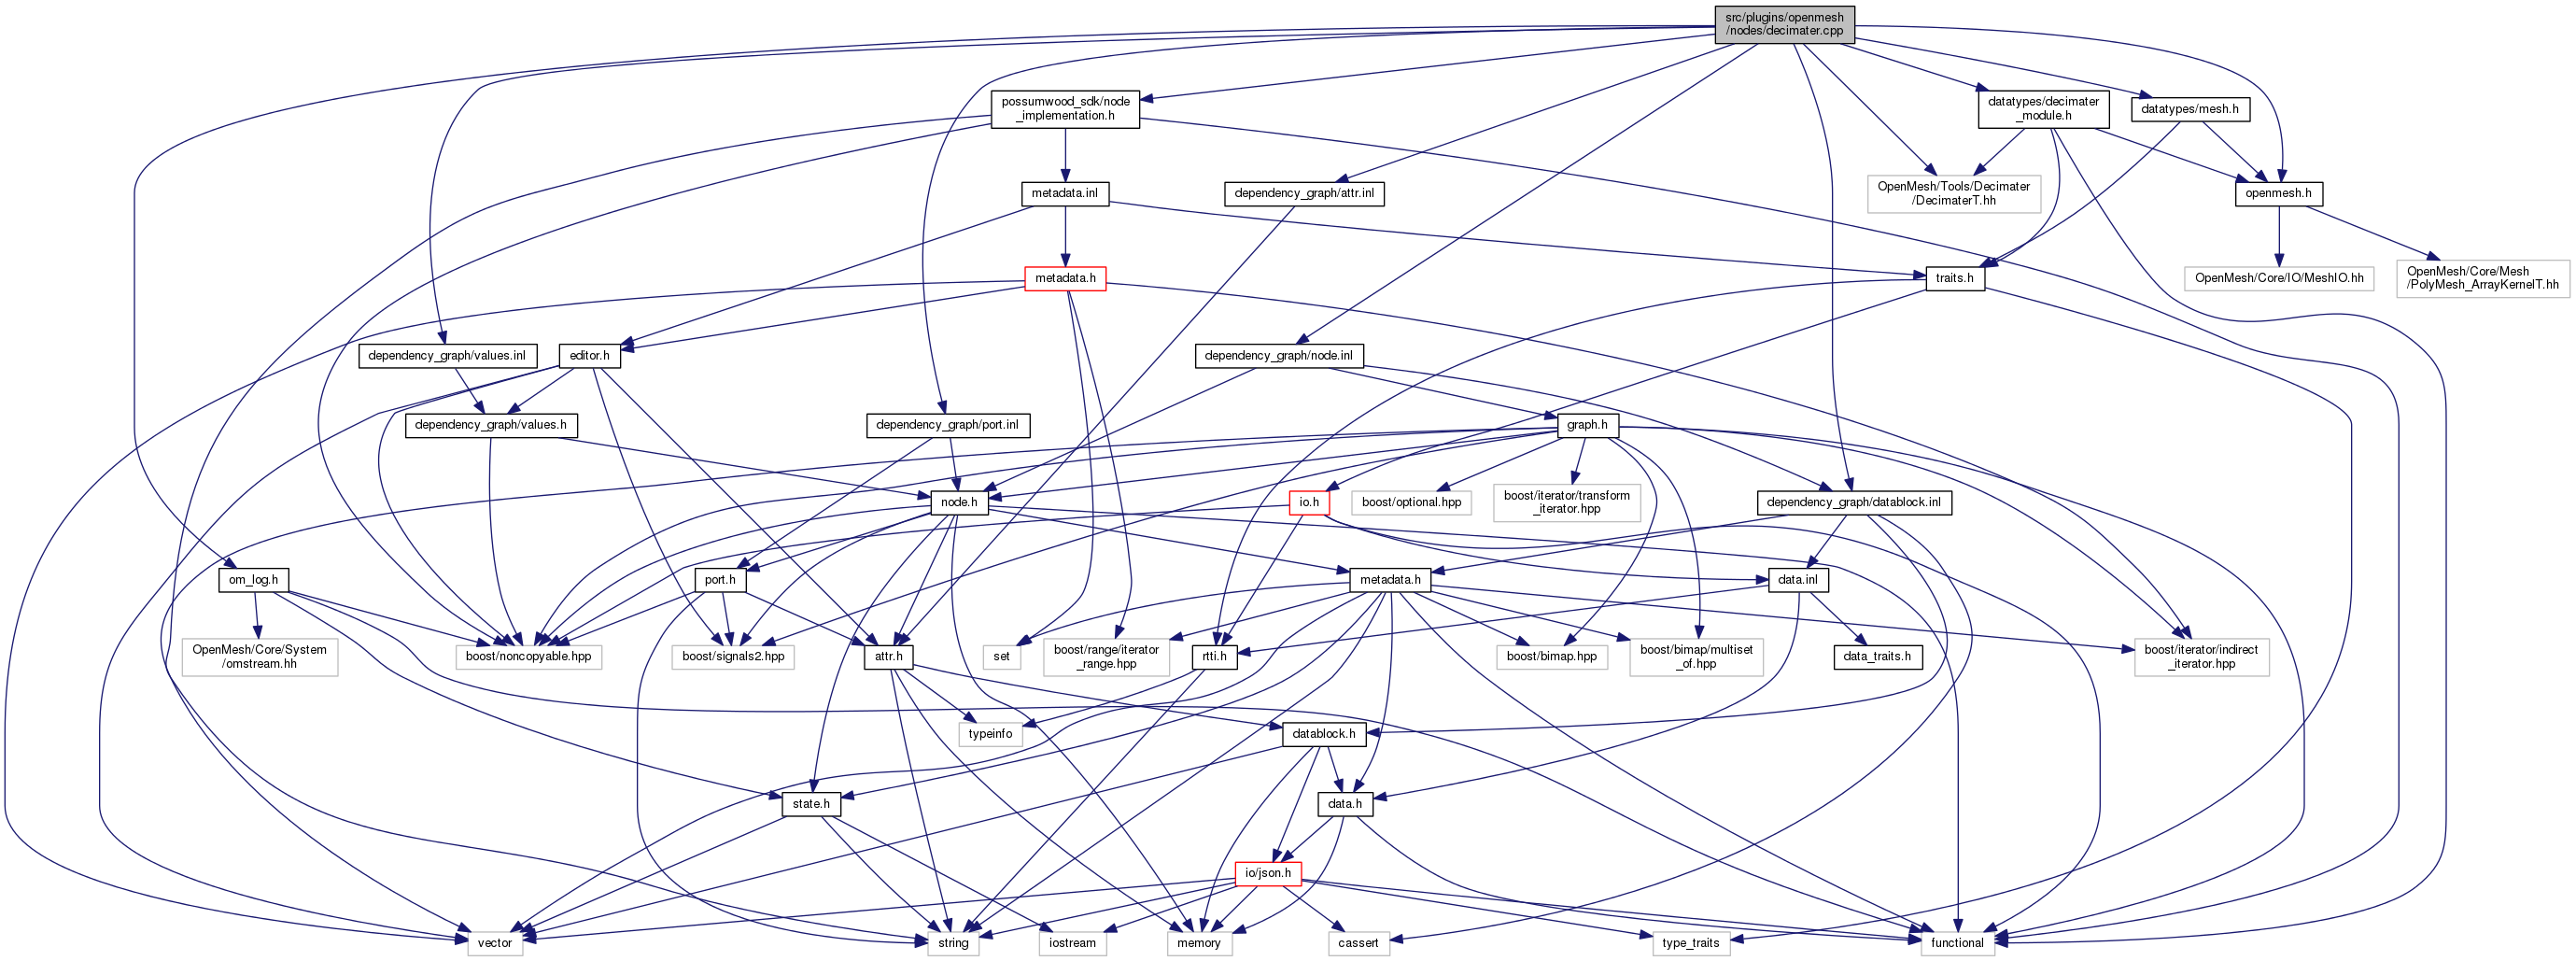 src/plugins/openmesh
/nodes/decimater.cpp
possumwood_sdk/node
_implementation.h
datatypes/decimater
_module.h
datatypes/mesh.h
metadata.inl
dependency_graph/attr.inl
OpenMesh/Tools/Decimater
/DecimaterT.hh
openmesh.h
metadata.h
traits.h
OpenMesh/Core/IO/MeshIO.hh
OpenMesh/Core/Mesh
/PolyMesh_ArrayKernelT.hh
dependency_graph/values.inl
editor.h
dependency_graph/node.inl
dependency_graph/values.h
dependency_graph/port.inl
graph.h
node.h
io.h
boost/optional.hpp
boost/iterator/transform
_iterator.hpp
dependency_graph/datablock.inl
om_log.h
port.h
metadata.h
data.inl
OpenMesh/Core/System
/omstream.hh
boost/noncopyable.hpp
boost/signals2.hpp
attr.h
set
boost/range/iterator
_range.hpp
rtti.h
boost/bimap.hpp
boost/bimap/multiset
_of.hpp
data_traits.h
boost/iterator/indirect
_iterator.hpp
typeinfo
datablock.h
state.h
data.h
io/json.h
vector
string
iostream
memory
cassert
type_traits
functional